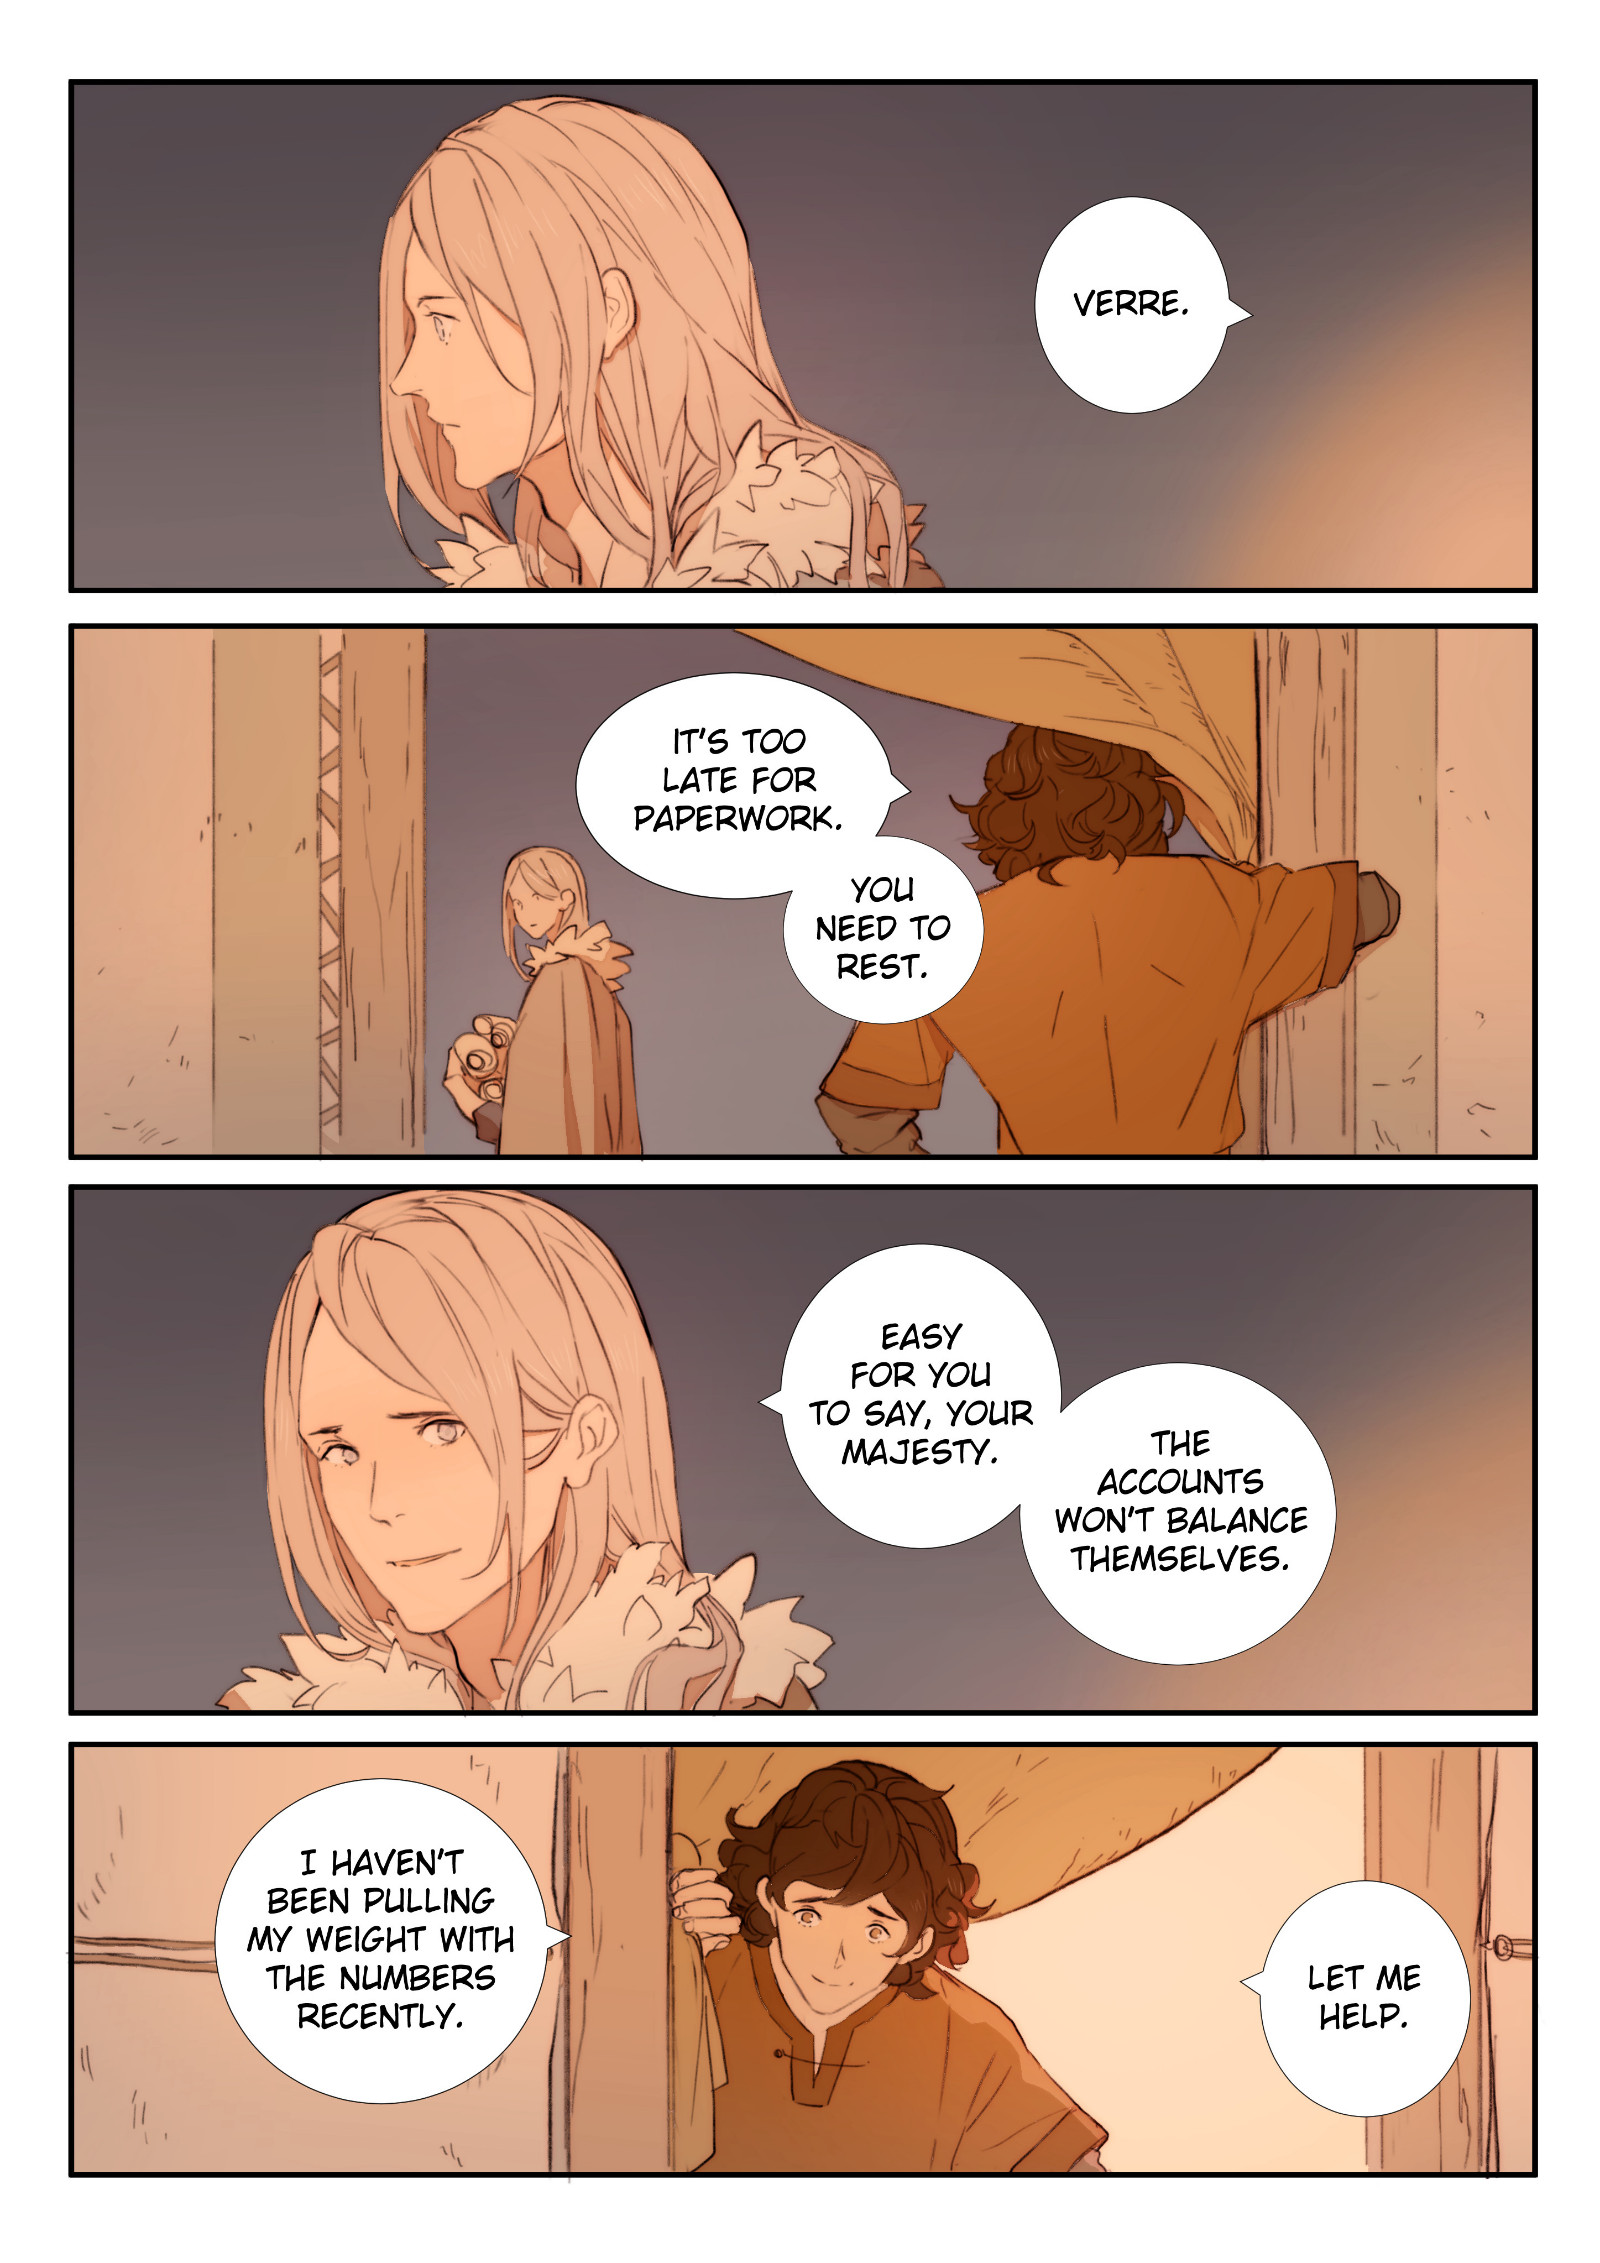 VERRE.
IT'S TOO
LATE FOR
PAPERWORK.
YOU
NEED TO
REST.
EASY
FOR YOU
TO SAY, YOUR
MAJESTY.
THE
ACCOUNTS
WON'T BALANCE
THEMSELVES.
I HAVEN'T
BEEN PULLING
MY WEIGHT WITH
THE NUMBERS
RECENTLY.
LET ME
HELP.